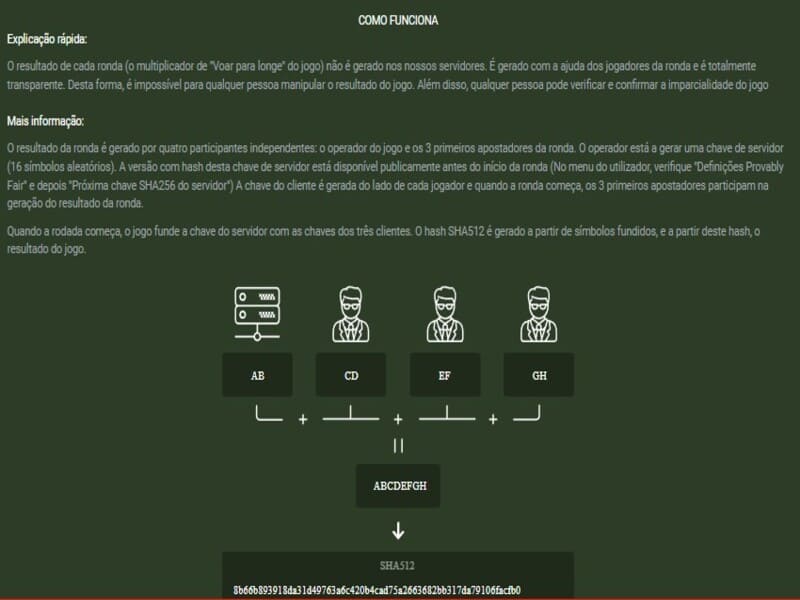 COMO FUNCIONA
Explicação rápida:
O resultado de cada ronda (o multiplicador de "Voar para longe" do jogo) não é gerado nos nossos servidores. É gerado com a ajuda dos jogadores da ronda e é totalmente
transparente. Desta forma, é impossível para qualquer pessoa manipular o resultado do jogo. Além disso, qualquer pessoa pode verificar e confirmar a imparcialidade do jogo
Mais informação:
O resultado da ronda é gerado por quatro participantes independentes: o operador do jogo e os 3 primeiros apostadores da ronda. O operador está a gerar uma chave de servidor
(16 símbolos aleatórios). A versão com hash desta chave de servidor está disponível publicamente antes do início da ronda (No menu do utilizador, verifique "Definições Provably
Fair" e depois "Próxima chave SHA256 do servidor") A chave do cliente é gerada do lado de cada jogador e quando a ronda começa, os 3 primeiros apostadores participam na
geração do resultado da ronda.
Quando a rodada começa, o jogo funde a chave do servidor com as chaves dos três clientes. O hash SHA512 é gerado a partir de símbolos fundidos, e a partir deste hash, o
resultado do jogo.
AB CD EF GH
+ + +
ABCDEFGH
SHA512
8b66b893918da31d49763a6c420b4cad75a2663682bb317da79106facfb0